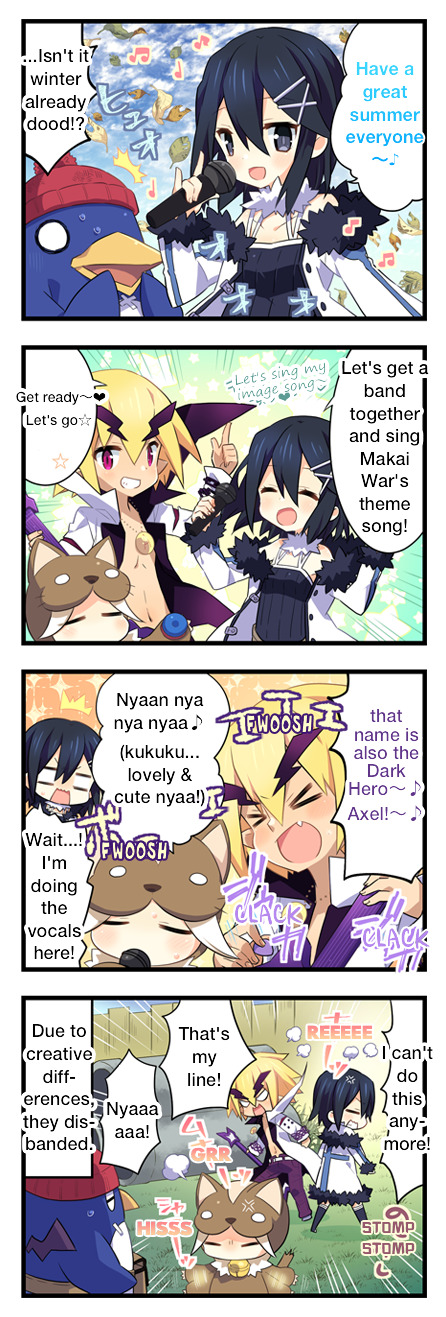 Have a
great
summer
everyone
～♪
...Isn't it
winter
already
dood!?
ヒュオオオオ
Let's get a
band
together
and sing
Makai
War's
theme
song!
Let's sing my
image song♥
Get ready～❤
Let's go☆
☆
that
name is
also the
Dark
Hero～♪
Axel!～♪
FWOOSH
Nyaan nya
nya nyaa♪
(kukuku...
lovely &
cute nyaa!)
FWOOSH
CLACK
CLACK
Wait...!
I'm
doing
the
vocals
here!
REEEEE
I can't
do
this
any-
more!
That's
my
line!
Nyaaa
aaa!
GRR
HISSS
STOMP
STOMP
Due to
creative
diff-
erences,
they dis-
banded.